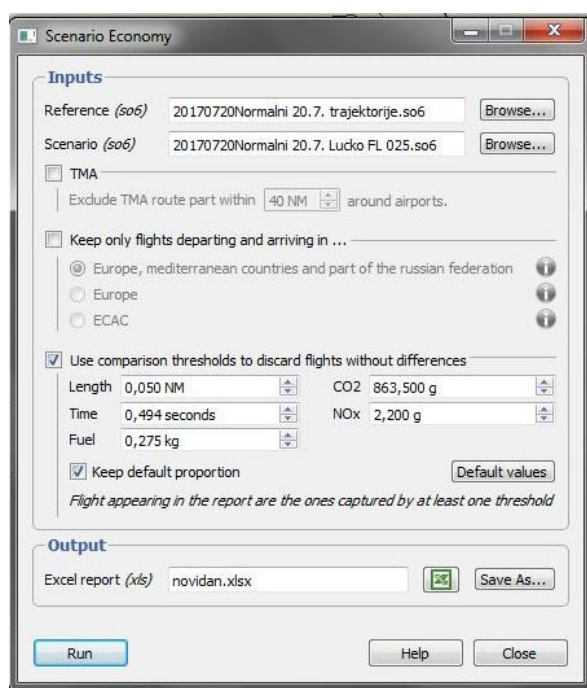 Scenario Economy
Inputs
Reference (so6) 20170720Normalni 20.7. trajektorije.so6 Browse...
Scenario (so6) 20170720Normalni 20.7. Lucko FL 025.so6 Browse...
TMA
Exclude TMA route part within 40 NM around airports.
Keep only flights departing and arriving in ...
Europe, mediterranean countries and part of the russian federation
Europe
ECAC
Use comparison thresholds to discard flights without differences
Length 0,050 NM CO2 863,500 g
Time 0,494 seconds NOx 2,200 g
Fuel 0,275 kg
Keep default proportion Default values
Flight appearing in the report are the ones captured by at least one threshold
Output
Excel report (xls) novidan.xlsx Save As...
Run Help Close